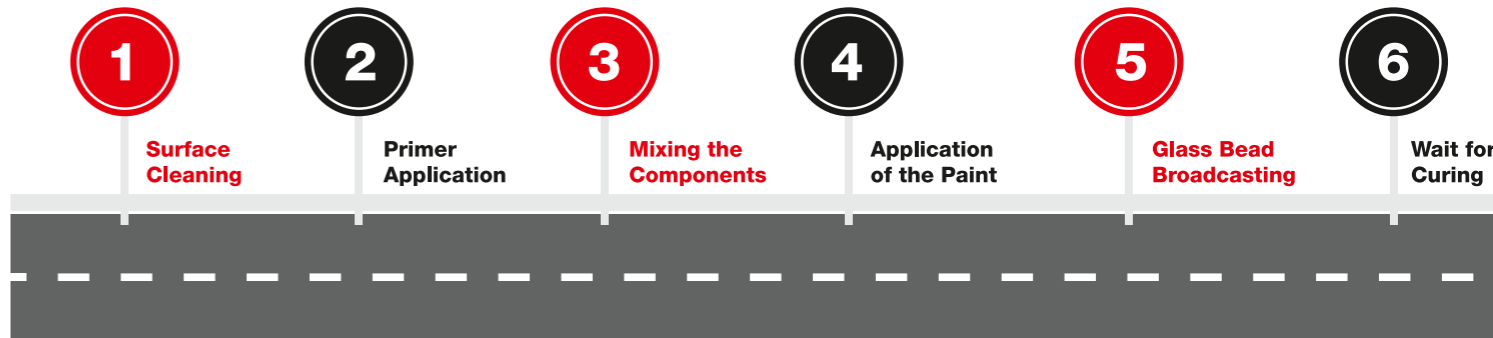 1
Surface
Cleaning
2
Primer
Application
3
Mixing the
Components
4
Application
of the Paint
5
Glass Bead
Broadcasting
6
Wait for
Curing